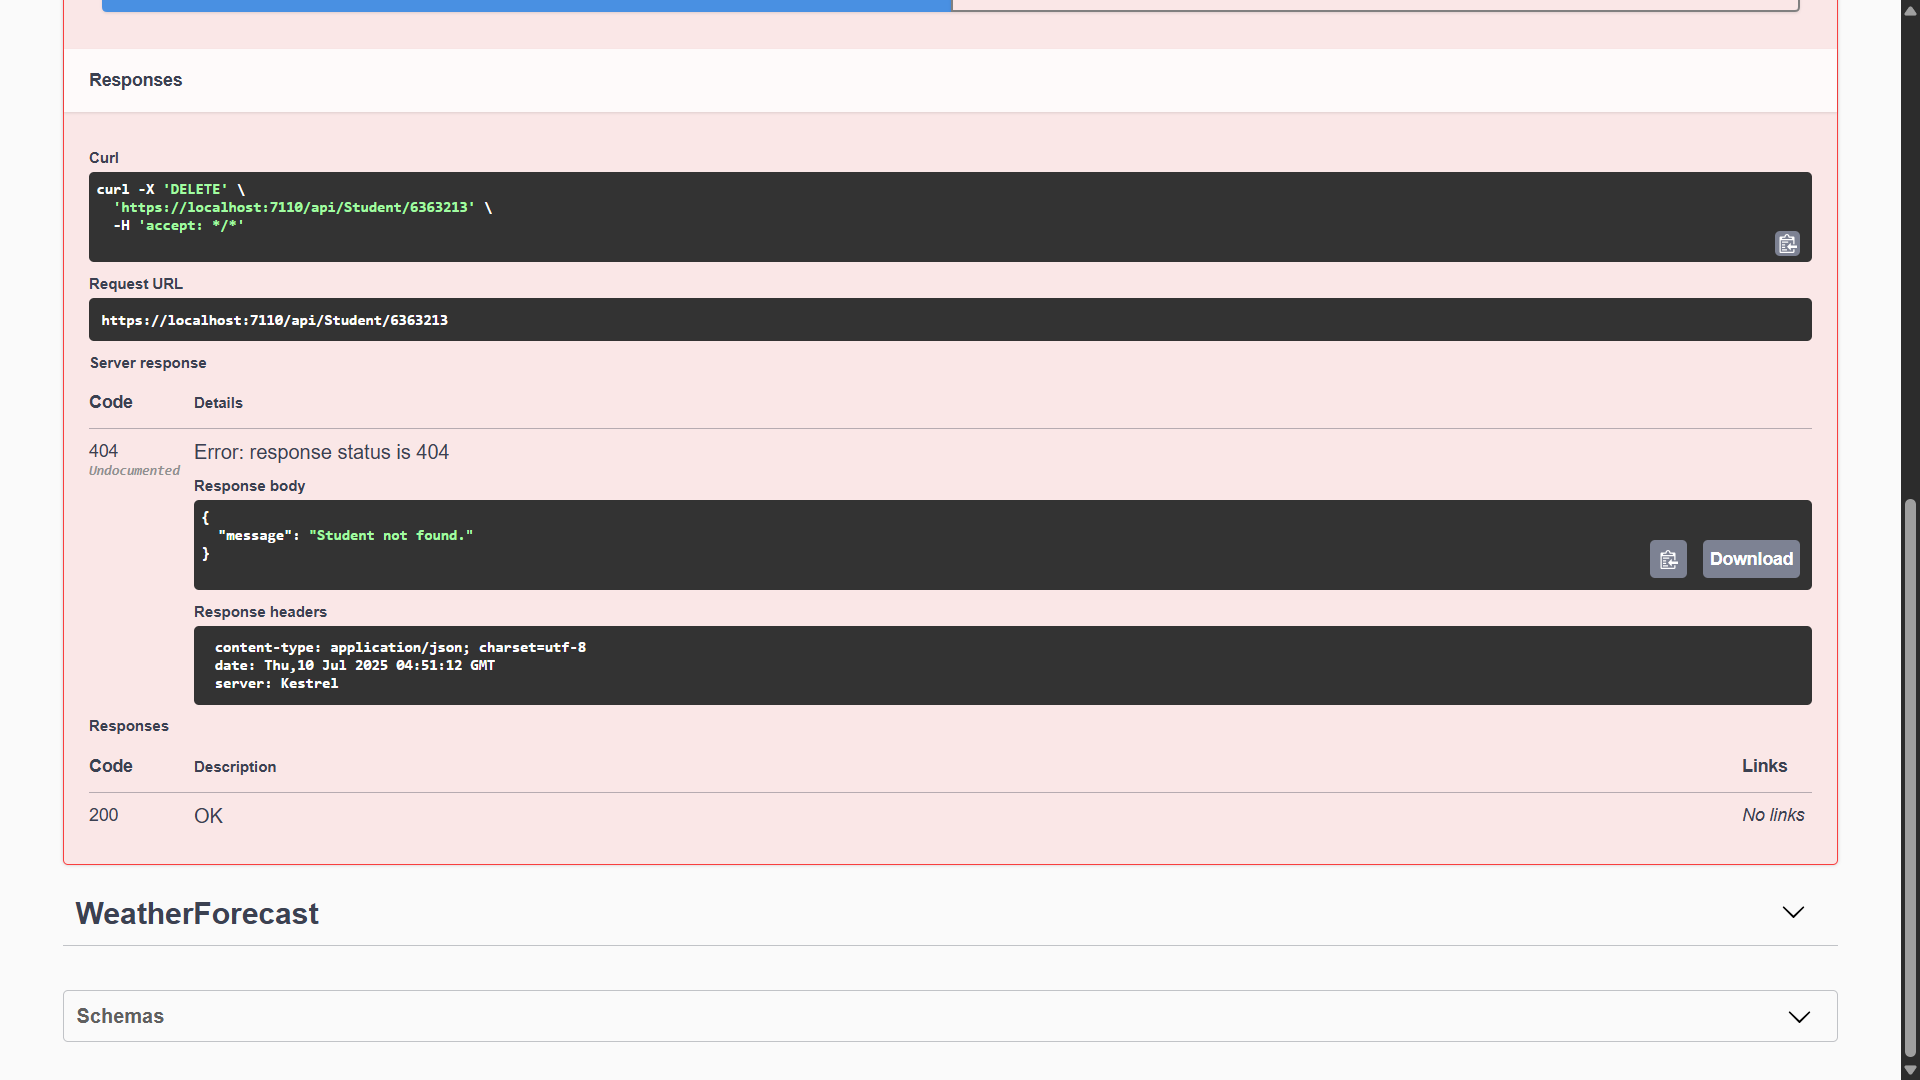 Responses
Curl
curl -X 'DELETE' \
  'https://localhost:7110/api/Student/6363213' \
  -H 'accept: */*'
Request URL
https://localhost:7110/api/Student/6363213
Server response
Code Details
404 Error: response status is 404
Undocumented
Response body
{
  "message": "Student not found."
}
Download
Response headers
content-type: application/json; charset=utf-8
date: Thu,10 Jul 2025 04:51:12 GMT
server: Kestrel
Responses
Code Description Links
200 OK No links
WeatherForecast
Schemas